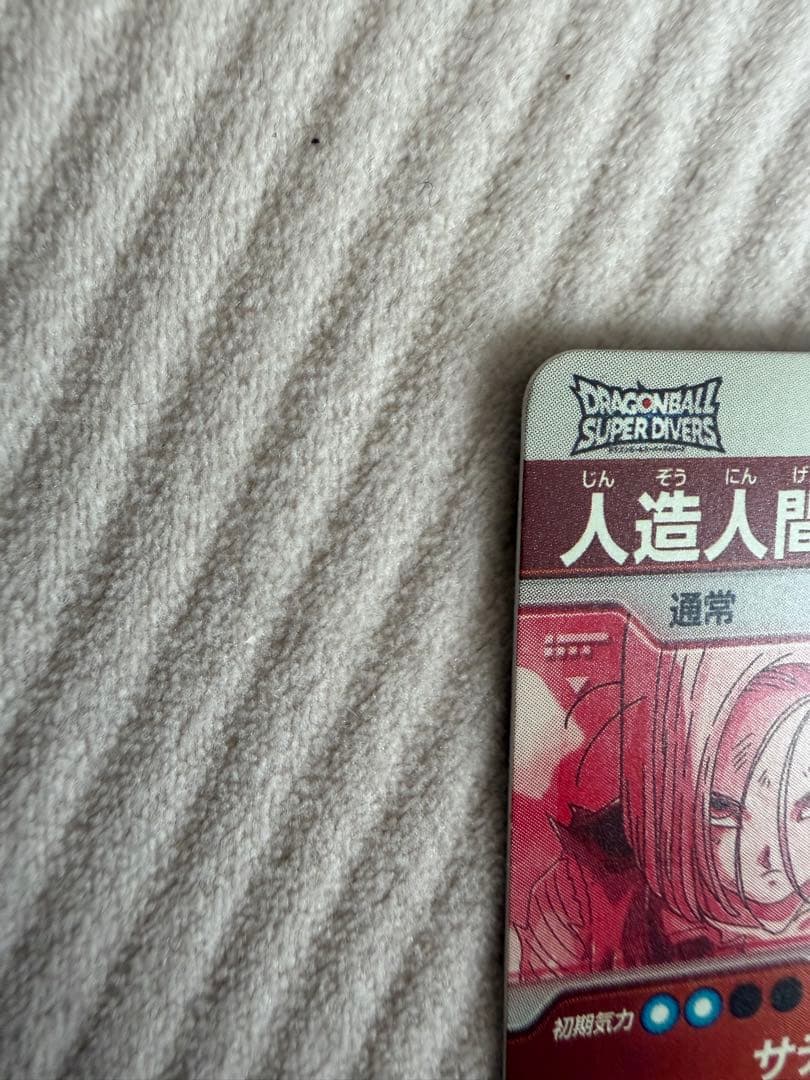 DRAGONBALL
SUPER DIVERS
じん ぞう にん げ
人造人間
通常
初期気力
サ